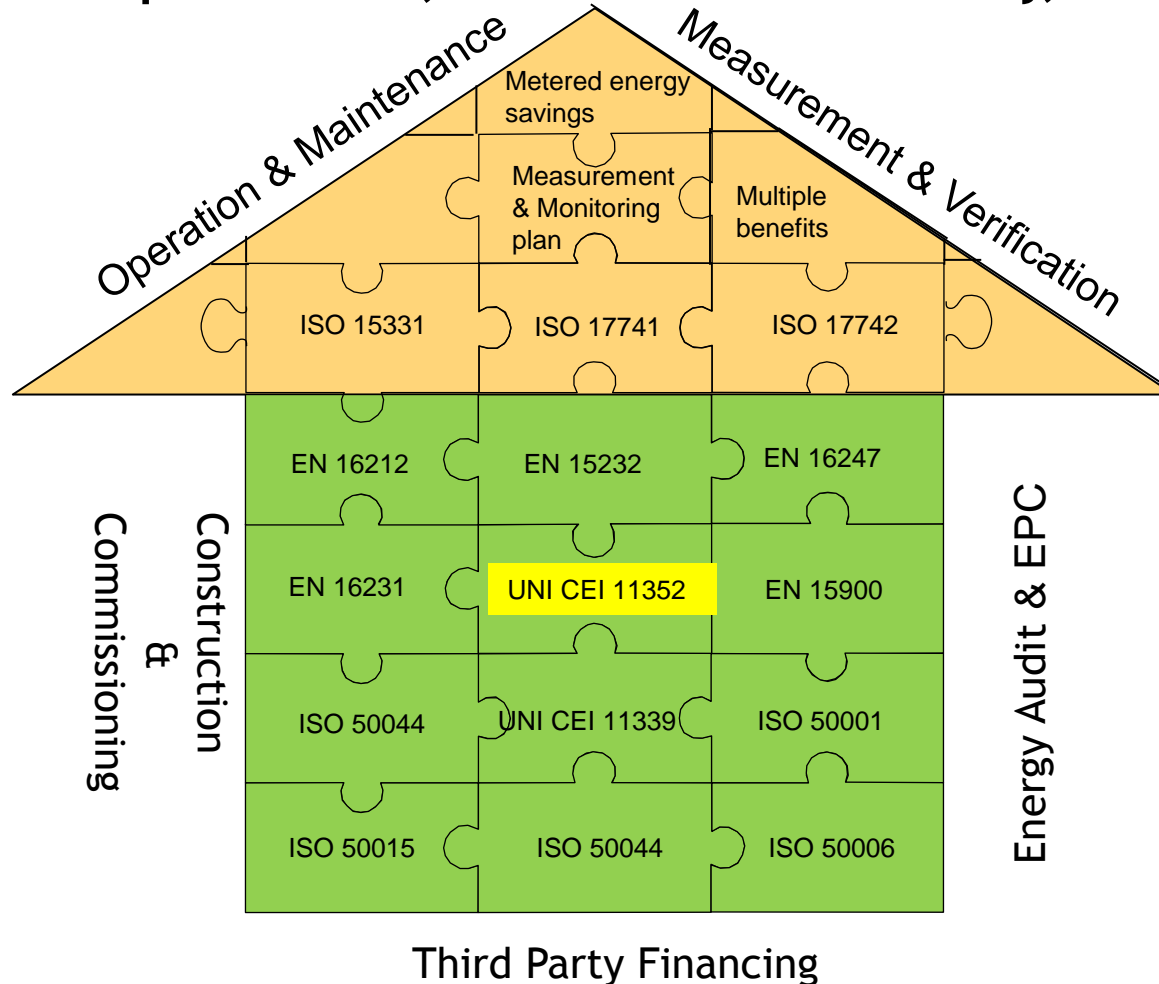 Operation & Maintenance
Measurement & Verification
Metered energy
savings
Measurement
& Monitoring
plan
Multiple
benefits
ISO 15331
ISO 17741
ISO 17742
EN 16212
EN 15232
EN 16247
EN 16231
UNI CEI 11352
EN 15900
ISO 50044
UNI CEI 11339
ISO 50001
ISO 50015
ISO 50044
ISO 50006
Construction
&
Commissioning
Energy Audit & EPC
Third Party Financing